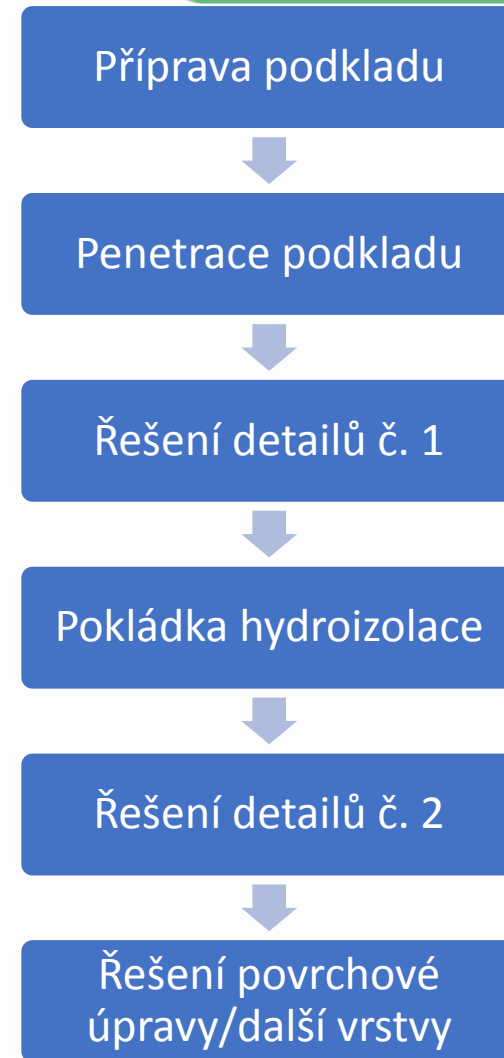 Příprava podkladu
Penetrace podkladu
Řešení detailů č. 1
Pokládka hydroizolace
Řešení detailů č. 2
Řešení povrchové
úpravy/další vrstvy